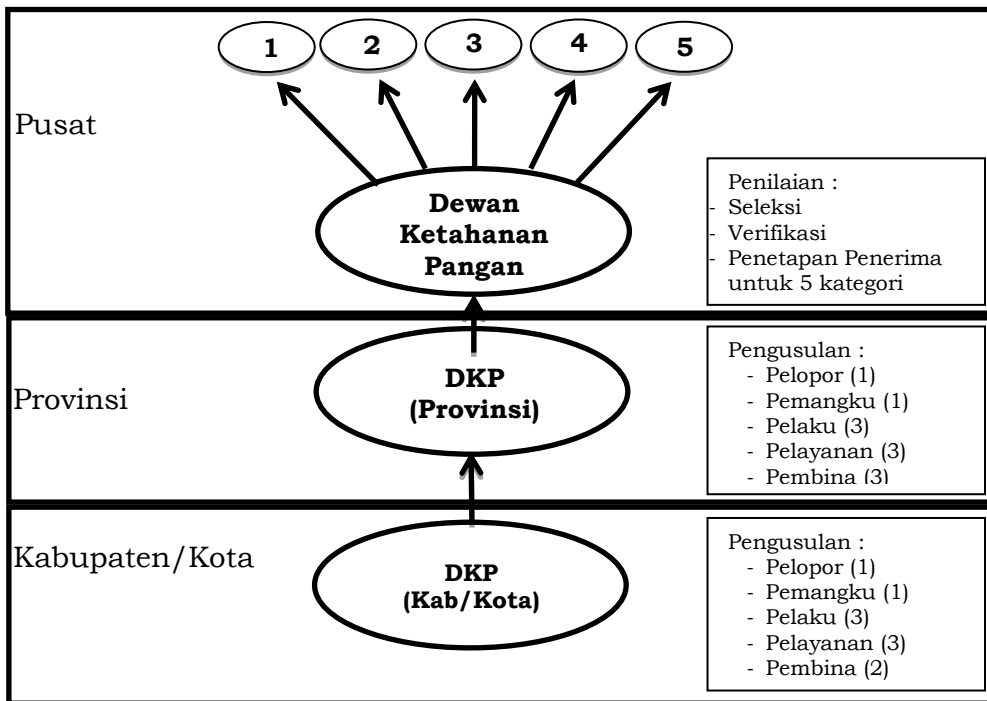 1 2 3 4 5
Pusat
Dewan
Ketahanan
Pangan
Penilaian :
- Seleksi
- Verifikasi
- Penetapan Penerima
untuk 5 kategori
Provinsi
DKP
(Provinsi)
Pengusulan :
- Pelopor (1)
- Pemangku (1)
- Pelaku (3)
- Pelayanan (3)
- Pembina (3)
Kabupaten/Kota
DKP
(Kab/Kota)
Pengusulan :
- Pelopor (1)
- Pemangku (1)
- Pelaku (3)
- Pelayanan (3)
- Pembina (2)